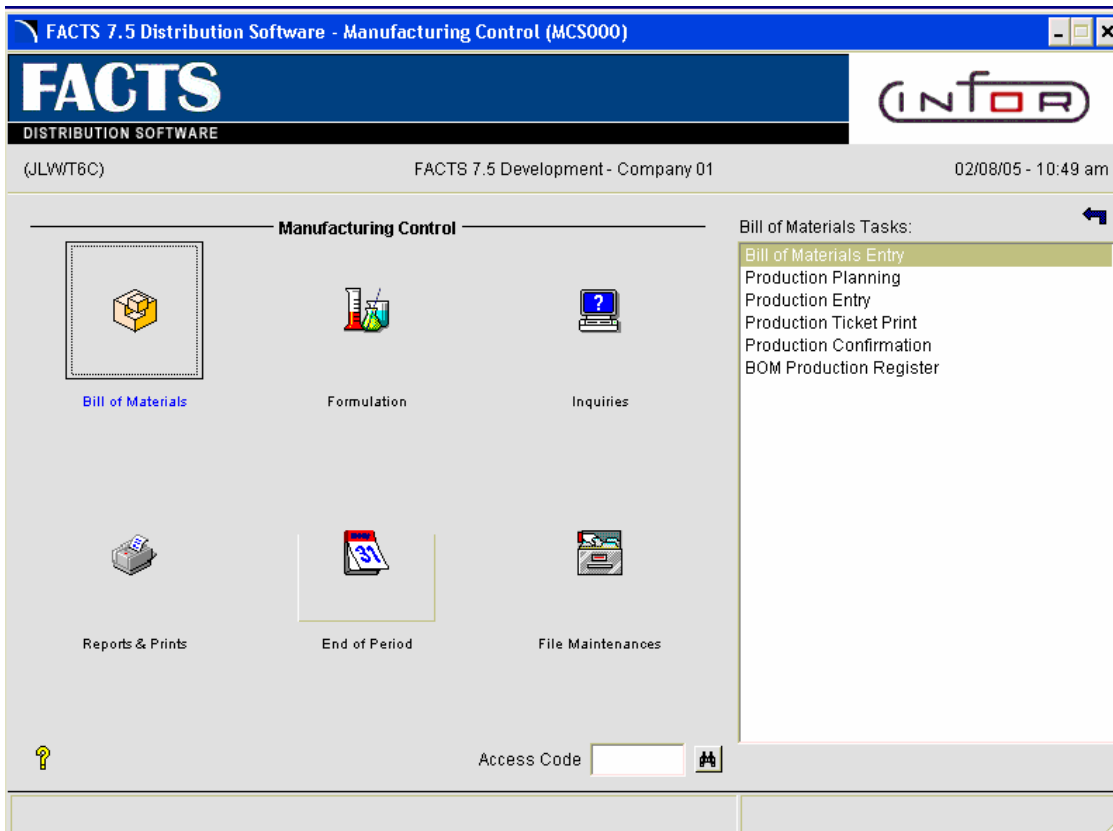 FACTS 7.5 Distribution Software - Manufacturing Control (MCS000)
FACTS
DISTRIBUTION SOFTWARE
INFOR
(JLW/T6C) FACTS 7.5 Development - Company 01 02/08/05 - 10:49 am
Manufacturing Control
Bill of Materials Formulation Inquiries
Reports & Prints End of Period File Maintenances
31
?
?
Access Code
Bill of Materials Tasks:
Bill of Materials Entry
Production Planning
Production Entry
Production Ticket Print
Production Confirmation
BOM Production Register